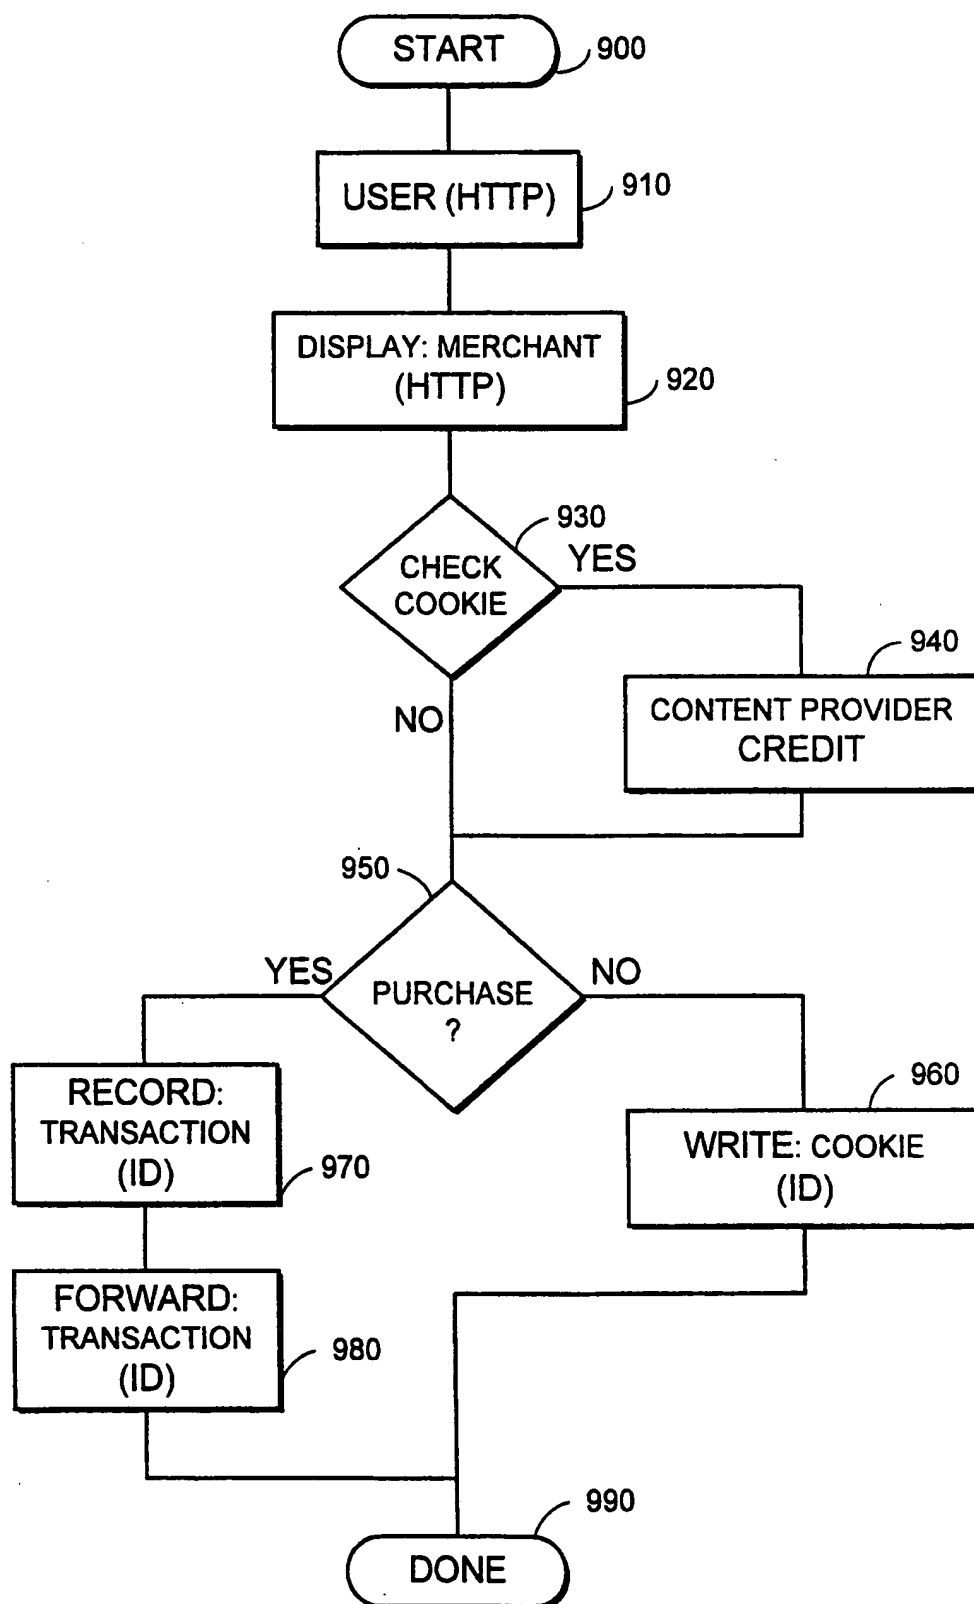 START
900
USER (HTTP)
910
DISPLAY: MERCHANT
(HTTP)
920
930
CHECK
COOKIE
YES
940
NO
CONTENT PROVIDER
CREDIT
950
YES
PURCHASE
?
NO
RECORD:
TRANSACTION
(ID)
970
960
WRITE: COOKIE
(ID)
FORWARD:
TRANSACTION
(ID)
980
990
DONE